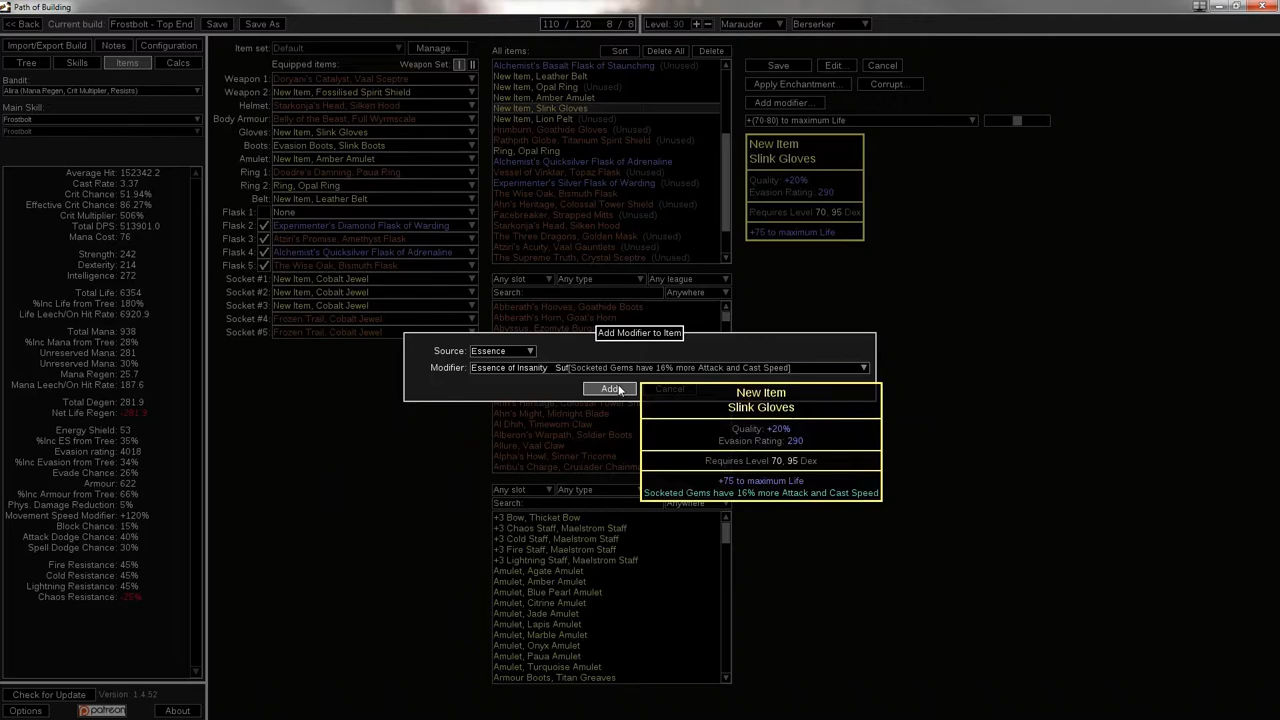 Path of Building
<< Back
Current build:
Frostbolt - Top End
Save
Save As
110 / 120   8 / 8
Level: 90
+
-
Marauder
Berserker
Import/Export Build
Notes
Configuration
Tree
Skills
Items
Calcs
Bandit:
Alira (Mana Regen, Crit Multiplier, Resists)
Main Skill:
Frostbolt
Frostbolt
Average Hit: 152342.2
Cast Rate: 3.37
Crit Chance: 51.94%
Effective Crit Chance: 86.27%
Crit Multiplier: 506%
Total DPS: 513901.0
Mana Cost: 76
Strength: 242
Dexterity: 214
Intelligence: 272
Total Life: 6354
%Inc Life from Tree: 180%
Life Leech/On Hit Rate: 6920.9
Total Mana: 938
%Inc Mana from Tree: 28%
Unreserved Mana: 281
Unreserved Mana: 30%
Mana Regen: 25.7
Mana Leech/On Hit Rate: 187.6
Total Degen: 281.9
Net Life Regen: -281.9
Energy Shield: 53
%Inc ES from Tree: 35%
Evasion rating: 4018
%Inc Evasion from Tree: 34%
Evade Chance: 26%
Armour: 622
%Inc Armour from Tree: 66%
Phys. Damage Reduction: 5%
Movement Speed Modifier: +120%
Block Chance: 15%
Attack Dodge Chance: 40%
Spell Dodge Chance: 30%
Fire Resistance: 45%
Cold Resistance: 45%
Lightning Resistance: 45%
Chaos Resistance: -25%
Check for Update
Version: 1.4.52
Options
patreon
About
Item set:
Default
Manage...
Equipped items:
Weapon Set:
I
II
Weapon 1: Doryani's Catalyst, Vaal Sceptre
Weapon 2: New Item, Fossilised Spirit Shield
Helmet: Starkonja's Head, Silken Hood
Body Armour: Belly of the Beast, Full Wyrmscale
Gloves: New Item, Slink Gloves
Boots: Evasion Boots, Slink Boots
Amulet: New Item, Amber Amulet
Ring 1: Doedre's Damning, Paua Ring
Ring 2: Ring, Opal Ring
Belt: New Item, Leather Belt
Flask 1: None
Flask 2: Experimenter's Diamond Flask of Warding
Flask 3: Atziri's Promise, Amethyst Flask
Flask 4: Alchemist's Quicksilver Flask of Adrenaline
Flask 5: The Wise Oak, Bismuth Flask
Socket #1: New Item, Cobalt Jewel
Socket #2: New Item, Cobalt Jewel
Socket #3: New Item, Cobalt Jewel
Socket #4: Frozen Trail, Cobalt Jewel
Socket #5: Frozen Trail, Cobalt Jewel
All items:
Sort
Delete All
Delete
Alchemist's Basalt Flask of Staunching (Unused)
New Item, Leather Belt
New Item, Opal Ring (Unused)
New Item, Amber Amulet
New Item, Slink Gloves
New Item, Lion Pelt (Unused)
Hrimburn, Goathide Gloves (Unused)
Rathpith Globe, Titanium Spirit Shield (Unused)
Ring, Opal Ring
Alchemist's Quicksilver Flask of Adrenaline
Vessel of Vinktar, Topaz Flask (Unused)
Experimenter's Silver Flask of Warding (Unused)
The Wise Oak, Bismuth Flask
Ahn's Heritage, Colossal Tower Shield (Unused)
Facebreaker, Strapped Mitts (Unused)
Starkonja's Head, Silken Hood
The Three Dragons, Golden Mask (Unused)
Atziri's Acuity, Vaal Gauntlets (Unused)
The Supreme Truth, Crystal Sceptre (Unused)
Any slot
Any type
Any league
Search:
Anywhere
Abberath's Hooves, Goathide Boots
Abberath's Horn, Goat's Horn
Ahn's Might, Midnight Blade
Al Dhih, Timeworn Claw
Alberon's Warpath, Soldier Boots
Allure, Vaal Claw
Alpha's Howl, Sinner Tricorne
Any slot
Any type
Search:
+3 Bow, Thicket Bow
+3 Chaos Staff, Maelstrom Staff
+3 Cold Staff, Maelstrom Staff
+3 Fire Staff, Maelstrom Staff
+3 Lightning Staff, Maelstrom Staff
Amulet, Agate Amulet
Amulet, Amber Amulet
Amulet, Blue Pearl Amulet
Amulet, Citrine Amulet
Amulet, Jade Amulet
Amulet, Lapis Amulet
Amulet, Marble Amulet
Amulet, Onyx Amulet
Amulet, Paua Amulet
Amulet, Turquoise Amulet
Armour Boots, Titan Greaves
Save
Edit...
Cancel
Apply Enchantment...
Corrupt...
Add modifier...
+(70-80) to maximum Life
New Item
Slink Gloves
Quality: +20%
Evasion Rating: 290
Requires Level 70, 95 Dex
+75 to maximum Life
Add Modifier to Item
Source: Essence
Modifier: Essence of Insanity Suf[Socketed Gems have 16% more Attack and Cast Speed]
Add
Cancel
New Item
Slink Gloves
Quality: +20%
Evasion Rating: 290
Requires Level 70, 95 Dex
+75 to maximum Life
Socketed Gems have 16% more Attack and Cast Speed